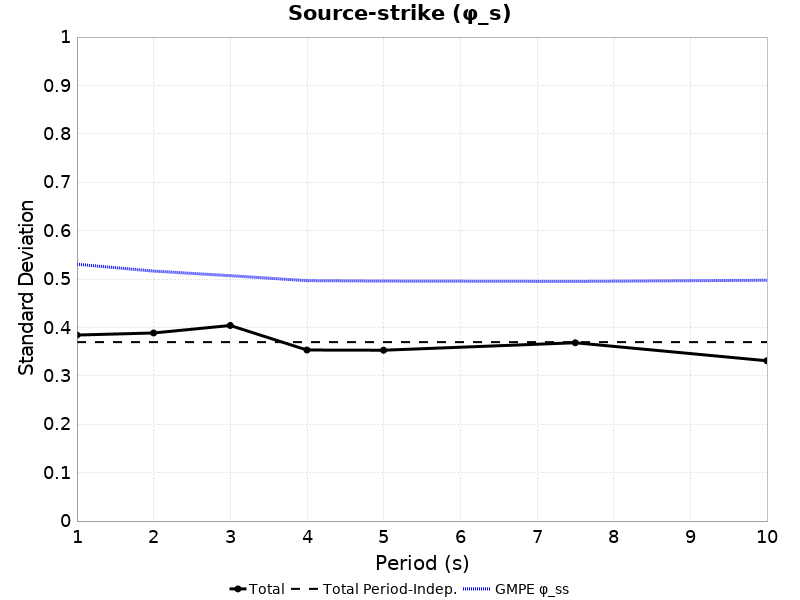 Source-strike (φ_s)
Standard Deviation
1
0.9
0.8
0.7
0.6
0.5
0.4
0.3
0.2
0.1
0
1 2 3 4 5 6 7 8 9 10
Period (s)
Total Total Period-Indep. GMPE φ_ss